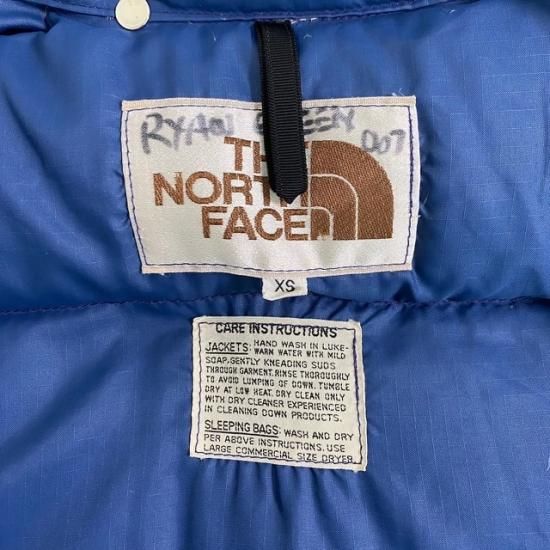 RYAN GREEN
007
THE
NORTH
FACE
XS
CARE INSTRUCTIONS
JACKETS: HAND WASH IN LUKE-
WARM WATER WITH MILD
SOAP, GENTLY KNEADING SUDS
THROUGH GARMENT. RINSE THOROUGHLY
TO AVOID LUMPING OF DOWN. TUMBLE
DRY AT LOW HEAT. DRY CLEAN ONLY
WITH DRY CLEANER EXPERIENCED
IN CLEANING DOWN PRODUCTS.
SLEEPING BAGS: WASH AND DRY
PER ABOVE INSTRUCTIONS. USE
LARGE COMMERCIAL SIZE DRYER.